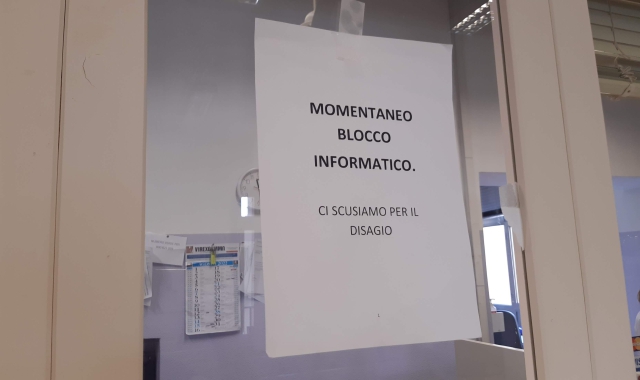 MOMENTANEO
BLOCCO
INFORMATICO.
CI SCUSIAMO PER IL
DISAGIO